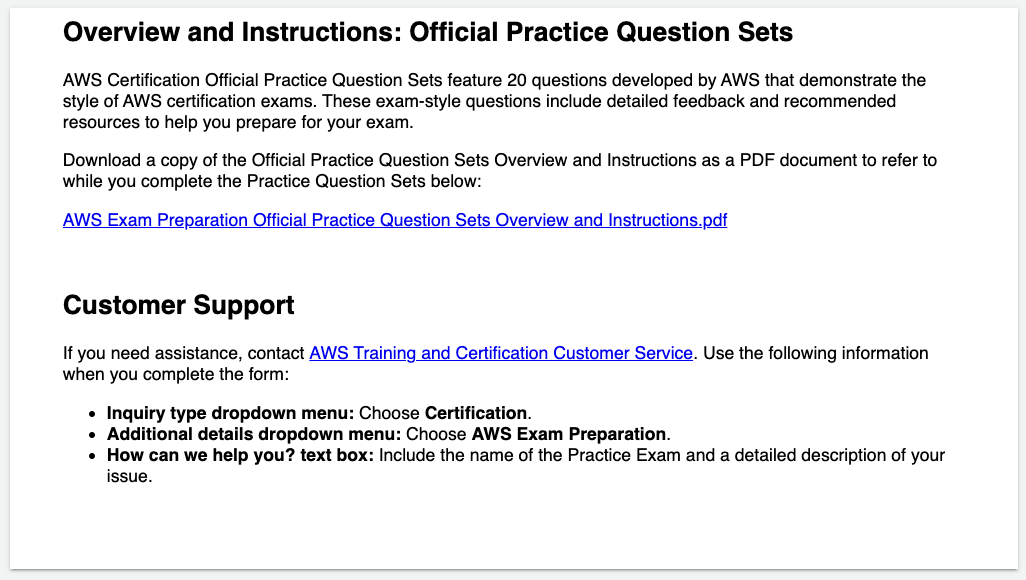 Overview and Instructions: Official Practice Question Sets
AWS Certification Official Practice Question Sets feature 20 questions developed by AWS that demonstrate the
style of AWS certification exams. These exam-style questions include detailed feedback and recommended
resources to help you prepare for your exam.
Download a copy of the Official Practice Question Sets Overview and Instructions as a PDF document to refer to
while you complete the Practice Question Sets below:
AWS Exam Preparation Official Practice Question Sets Overview and Instructions.pdf
Customer Support
If you need assistance, contact AWS Training and Certification Customer Service. Use the following information
when you complete the form:
• Inquiry type dropdown menu: Choose Certification.
• Additional details dropdown menu: Choose AWS Exam Preparation.
• How can we help you? text box: Include the name of the Practice Exam and a detailed description of your
issue.